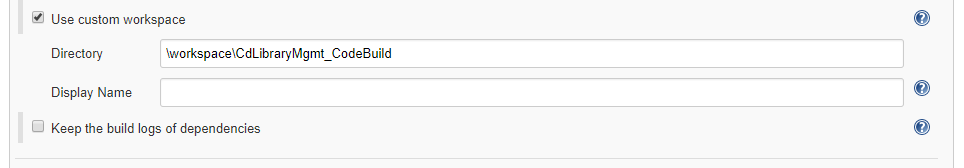 Use custom workspace
Directory
\workspace\CdLibraryMgmt_CodeBuild
Display Name
Keep the build logs of dependencies